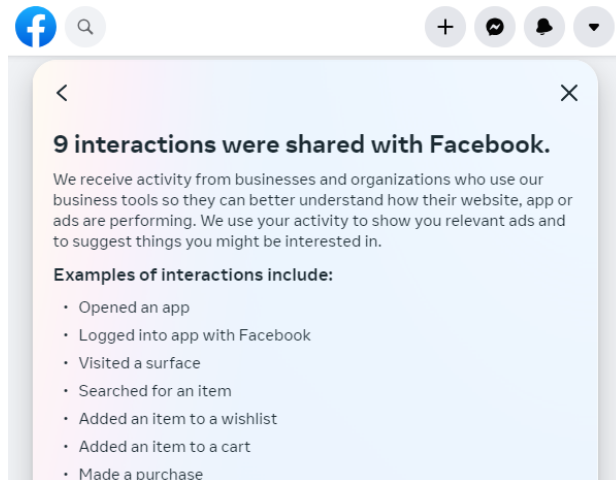 9 interactions were shared with Facebook.
We receive activity from businesses and organizations who use our
business tools so they can better understand how their website, app or
ads are performing. We use your activity to show you relevant ads and
to suggest things you might be interested in.
Examples of interactions include:
• Opened an app
• Logged into app with Facebook
• Visited a surface
• Searched for an item
• Added an item to a wishlist
• Added an item to a cart
• Made a purchase